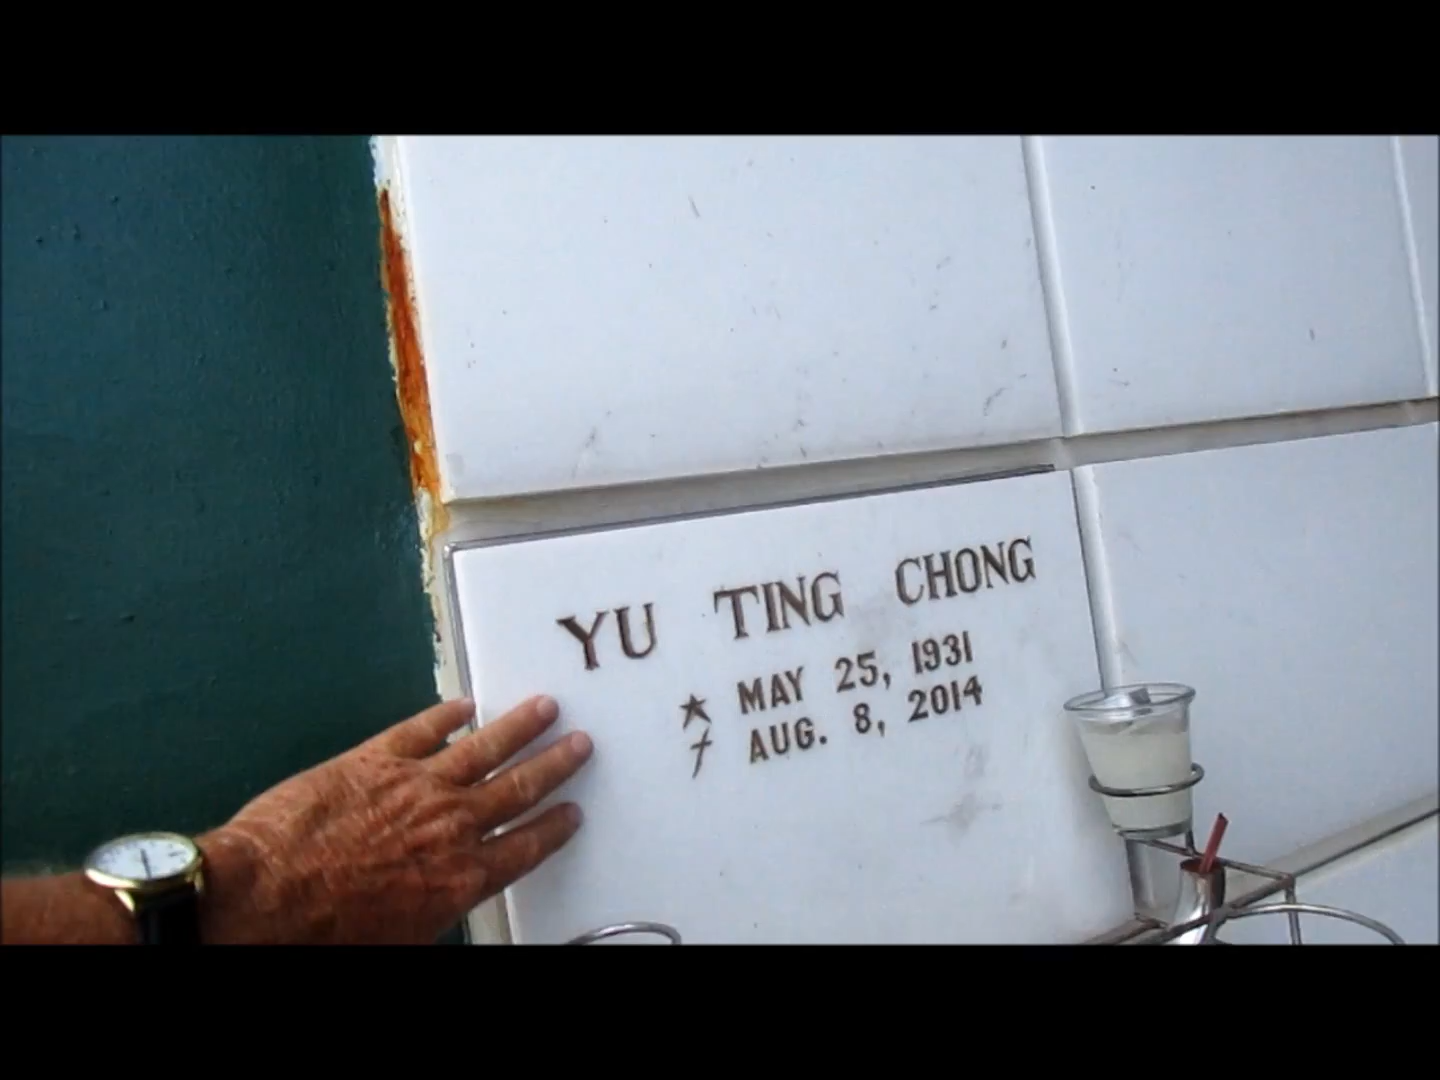 YU TING CHONG
★ MAY 25, 1931
† AUG. 8, 2014